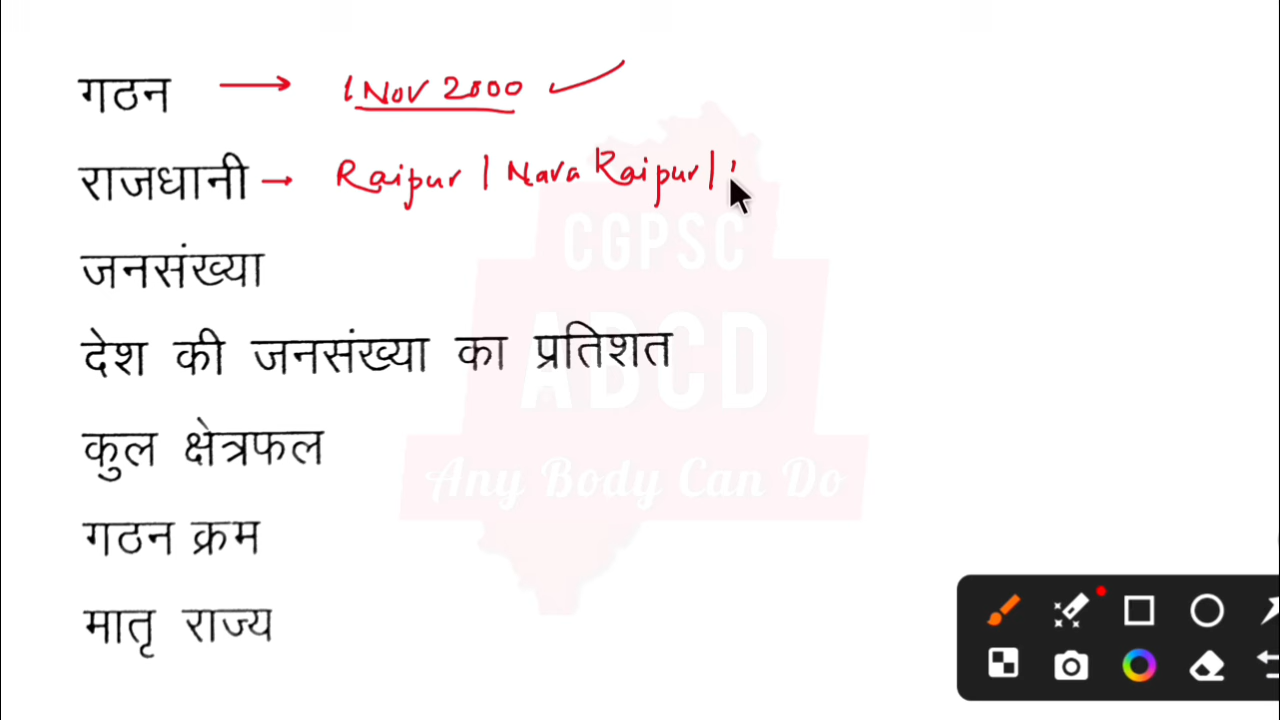 गठन → 1 Nov 2000 ✓
राजधानी → Raipur | Nava Raipur |
CGPSC
जनसंख्या
देश की जनसंख्या का प्रतिशत
ABCD
कुल क्षेत्रफल
Any Body Can Do
गठन क्रम
मातृ राज्य